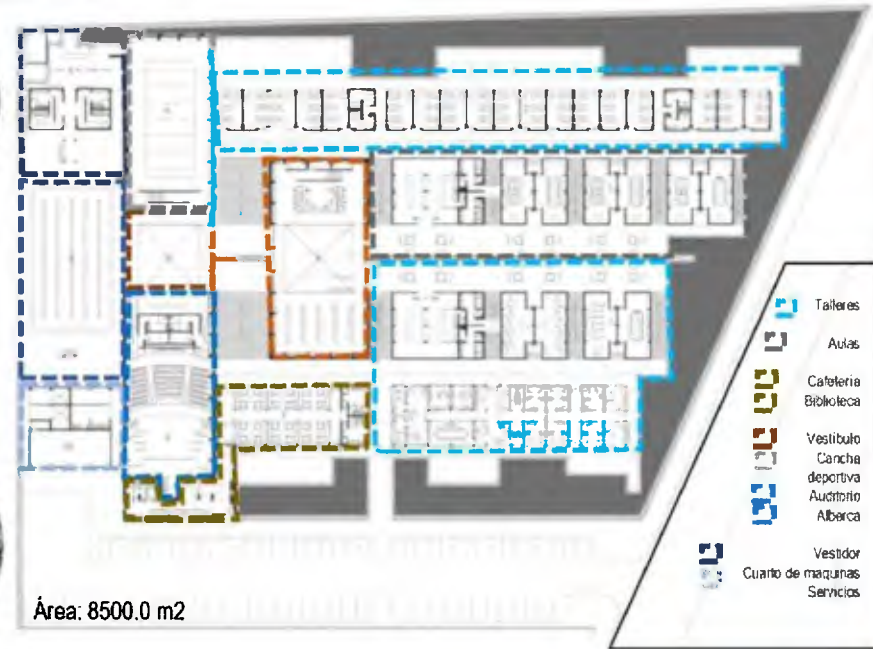 Talleres
Aulas
Cafeteria
Biblioteca
Vestibulo
Cancha
deportiva
Auditorio
Alberca
Vestidor
Cuarto de maquinas
Servicios
Área: 8500.0 m2